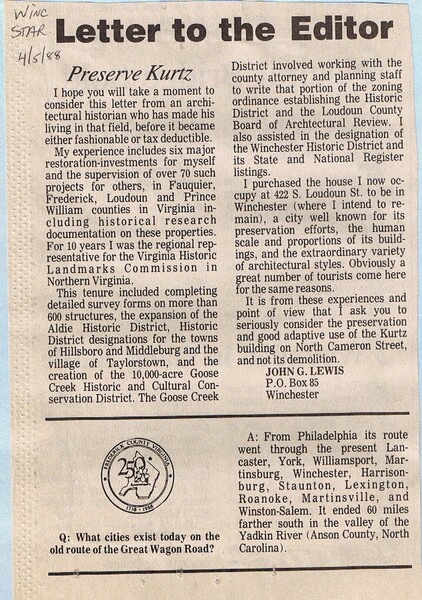 WINC
STAR
4/5/88
Letter to the Editor
Preserve Kurtz
I hope you will take a moment to
consider this letter from an archi-
tectural historian who has made his
living in that field, before it became
either fashionable or tax deductible.
My experience includes six major
restoration-investments for myself
and the supervision of over 70 such
projects for others, in Fauquier,
Frederick, Loudoun and Prince
William counties in Virginia in-
cluding historical research
documentation on these properties.
For 10 years I was the regional rep-
resentative for the Virginia Historic
Landmarks Commission in
Northern Virginia.
This tenure included completing
detailed survey forms on more than
600 structures, the expansion of the
Aldie Historic District, Historic
District designations for the towns
of Hillsboro and Middleburg and the
village of Taylorstown, and the
creation of the 10,000-acre Goose
Creek Historic and Cultural Con-
servation District. The Goose Creek
District involved working with the
county attorney and planning staff
to write that portion of the zoning
ordinance establishing the Historic
District and the Loudoun County
Board of Archtectural Review. I
also assisted in the designation of
the Winchester Historic District and
its State and National Register
listings.
I purchased the house I now oc-
cupy at 422 S. Loudoun St. to be in
Winchester (where I intend to re-
main), a city well known for its
preservation efforts, the human
scale and proportions of its build-
ings, and the extraordinary variety
of architectural styles. Obviously a
great number of tourists come here
for the same reasons.
It is from these experiences and
point of view that I ask you to
seriously consider the preservation
and good adaptive use of the Kurtz
building on North Cameron Street,
and not its demolition.
JOHN G. LEWIS
P.O. Box 85
Winchester
FREDERICK COUNTY VIRGINIA
250
1738 - 1988
Q: What cities exist today on the
old route of the Great Wagon Road?
A: From Philadelphia its route
went through the present Lan-
caster, York, Williamsport, Mar-
tinsburg, Winchester, Harrison-
burg, Staunton, Lexington,
Roanoke, Martinsville, and
Winston-Salem. It ended 60 miles
farther south in the valley of the
Yadkin River (Anson County, North
Carolina).